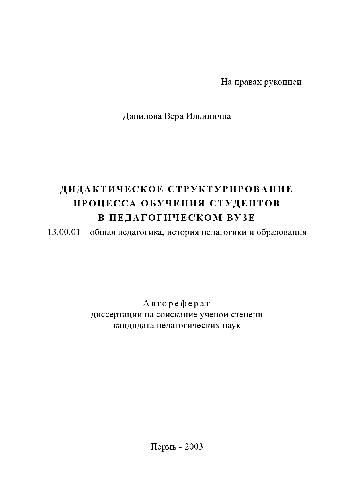 На правах рукописи
Данилова Вера Ильинична
ДИДАКТИЧЕСКОЕ СТРУКТУРИРОВАНИЕ
ПРОЦЕССА ОБУЧЕНИЯ СТУДЕНТОВ
В ПЕДАГОГИЧЕСКОМ ВУЗЕ
13.00.01 – общая педагогика, история педагогики и образования
Автореферат
диссертации на соискание ученой степени
кандидата педагогических наук
Пермь - 2003